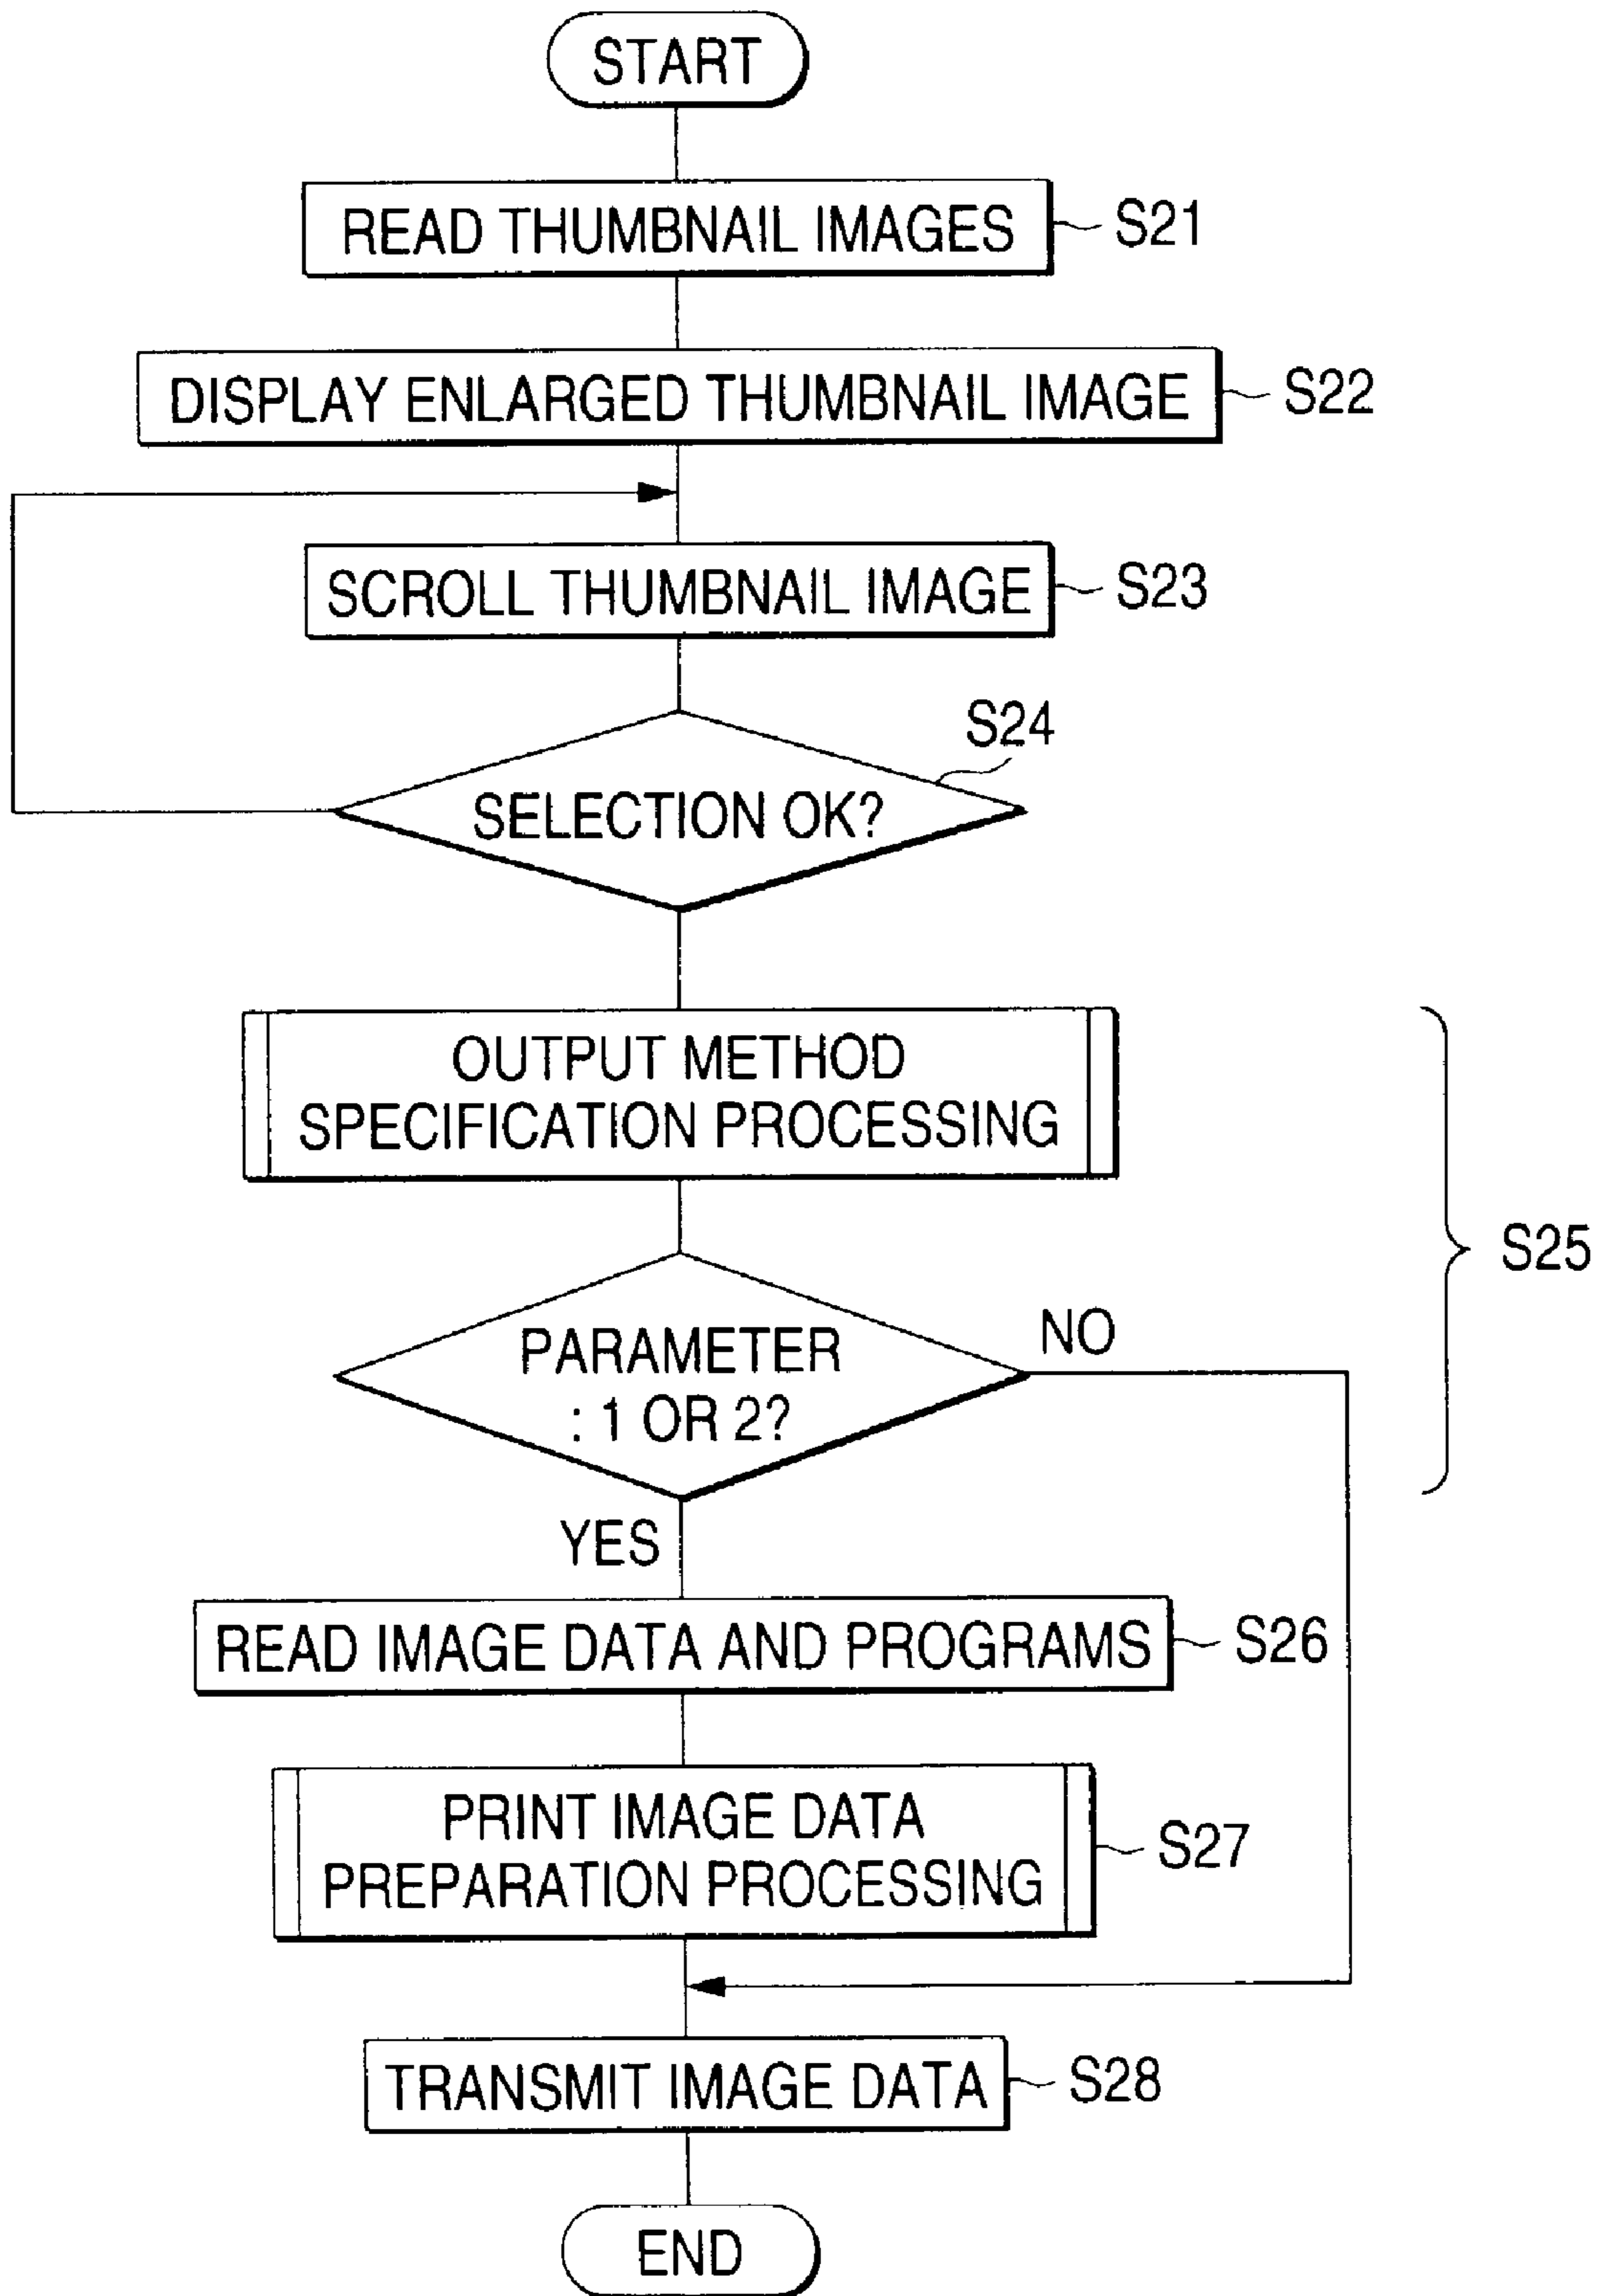 START
READ THUMBNAIL IMAGES
S21
DISPLAY ENLARGED THUMBNAIL IMAGE
S22
SCROLL THUMBNAIL IMAGE
S23
S24
SELECTION OK?
OUTPUT METHOD
SPECIFICATION PROCESSING
S25
PARAMETER
: 1 OR 2?
NO
YES
READ IMAGE DATA AND PROGRAMS
S26
PRINT IMAGE DATA
PREPARATION PROCESSING
S27
TRANSMIT IMAGE DATA
S28
END